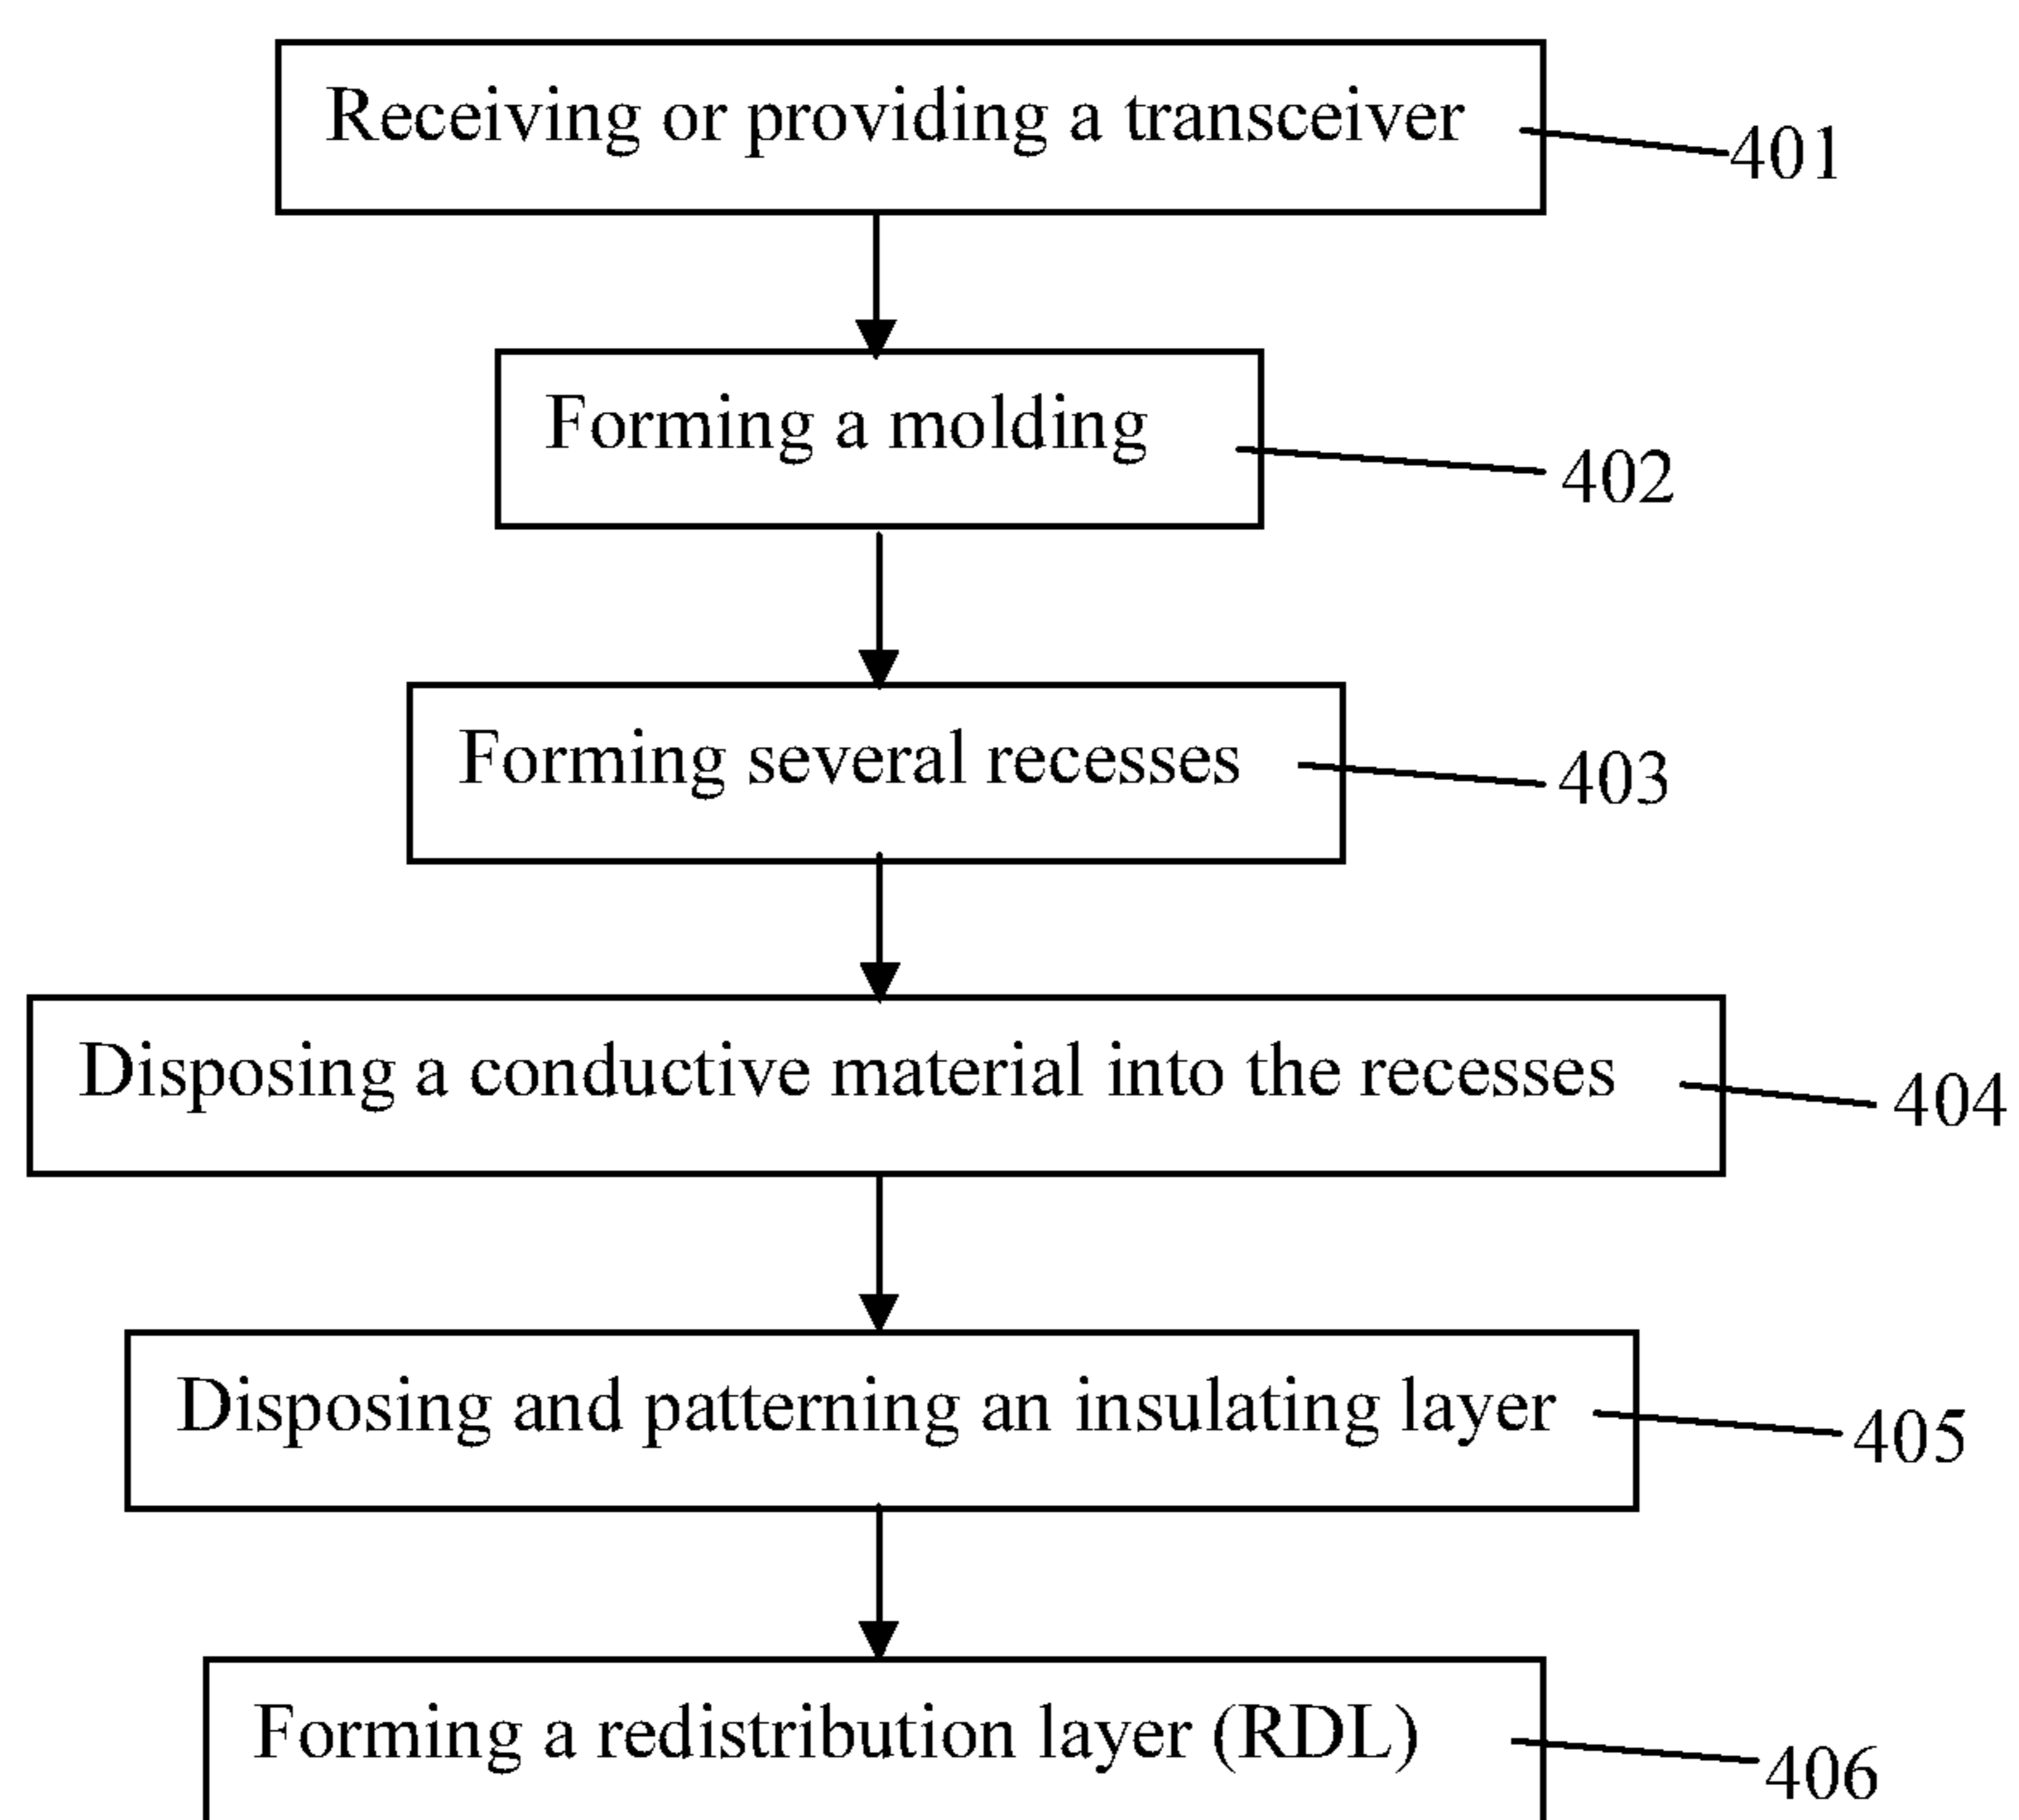 Receiving or providing a transceiver
401
Forming a molding
402
Forming several recesses
403
Disposing a conductive material into the recesses
404
Disposing and patterning an insulating layer
405
Forming a redistribution layer (RDL)
406